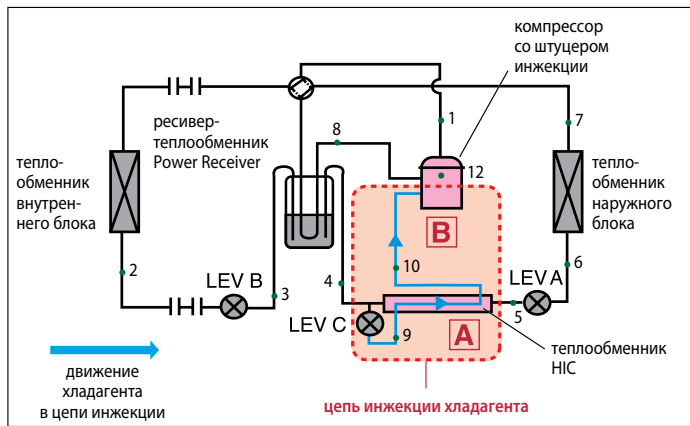 компрессор
со штуцером
инжекции
ресивер-
теплообменник
Power Receiver
8
1
7
12
тепло-
обменник
внутрен-
него блока
тепло-
обменник
наружного
блока
B
2
LEV B
3
4
10
LEV A
6
5
LEV C
9
A
теплообменник
HIC
движение
хладагента
в цепи инжекции
цепь инжекции хладагента